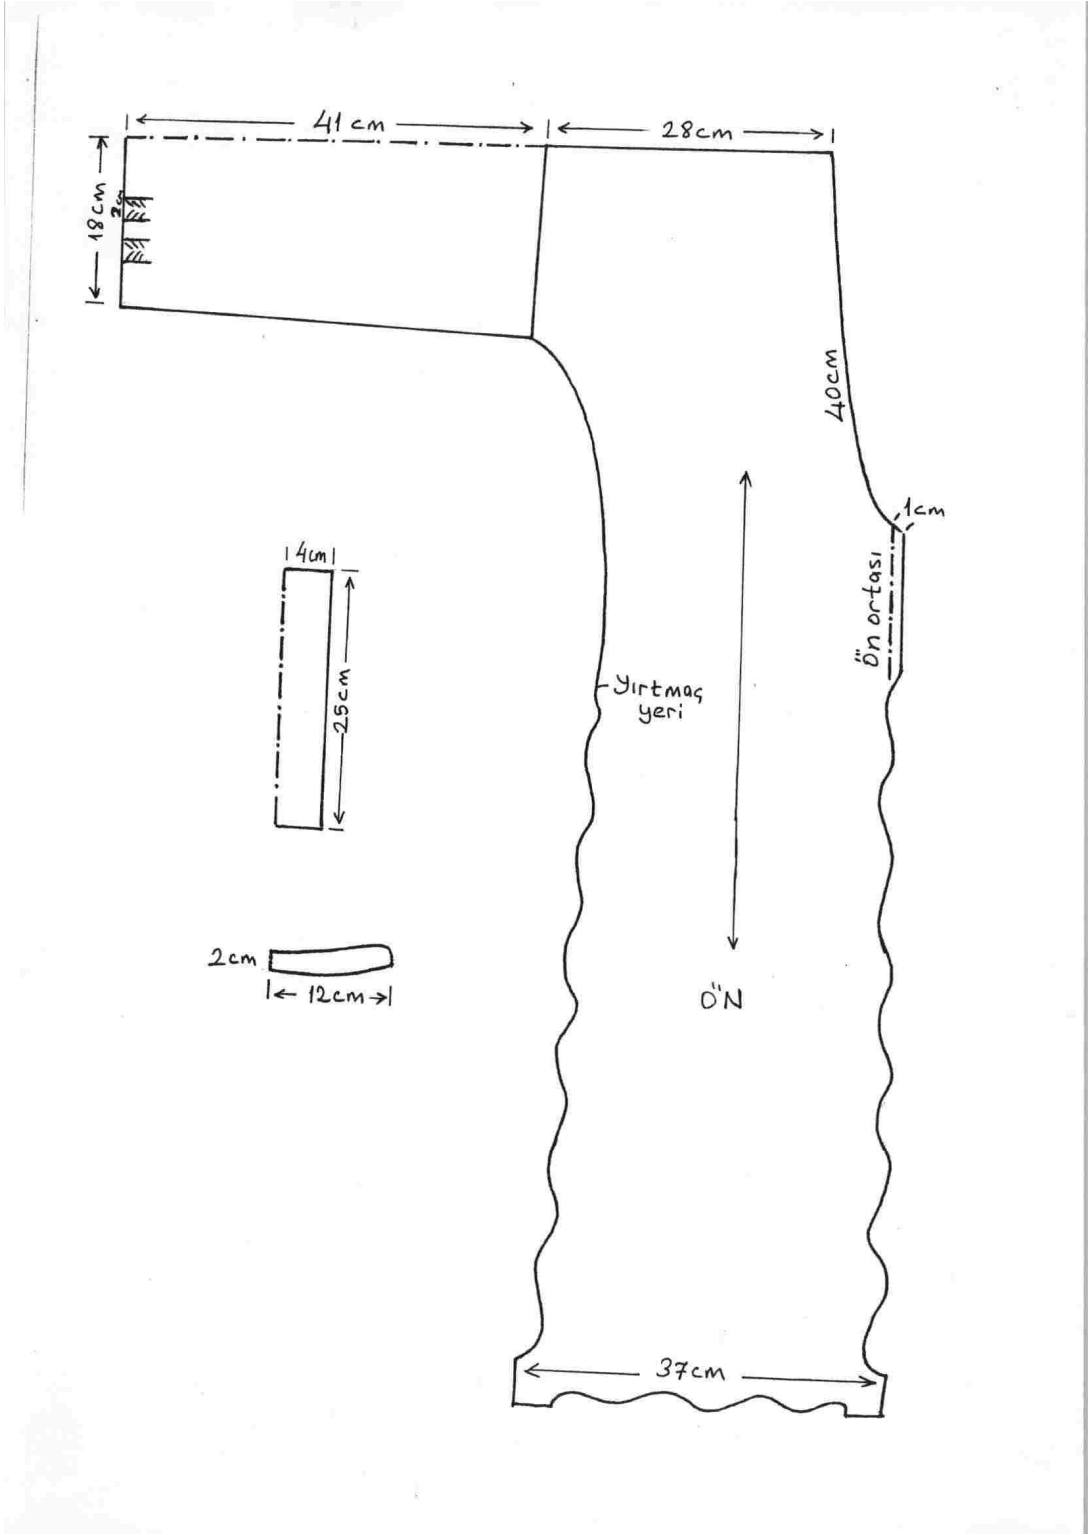 41 cm
28cm
18cm
2cm
40cm
1cm
Ön ortası
4cm
25cm
Yırtmaç
yeri
2cm
12cm
ÖN
37cm